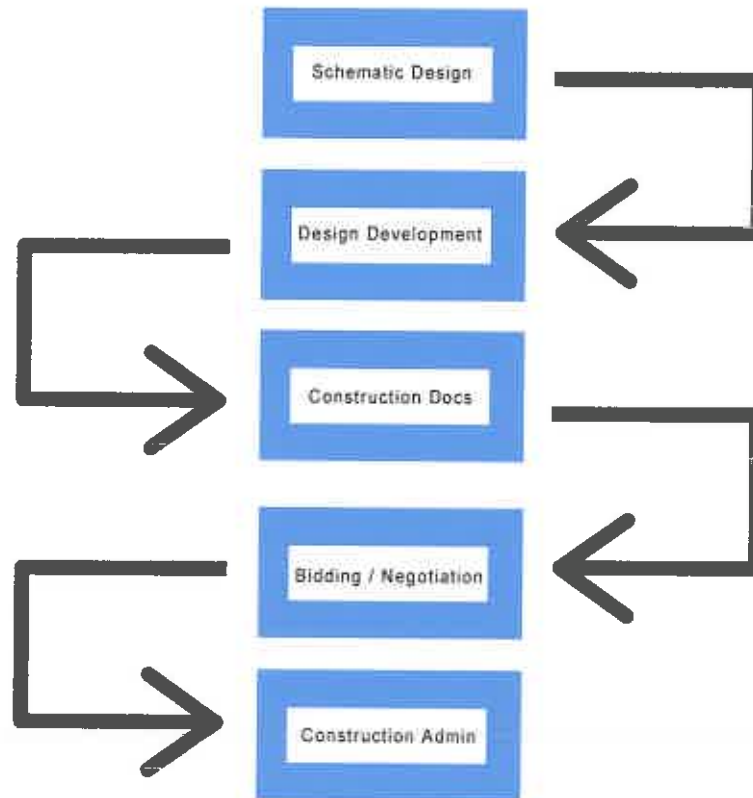 Schematic Design
Design Development
Construction Docs
Bidding / Negotiation
Construction Admin